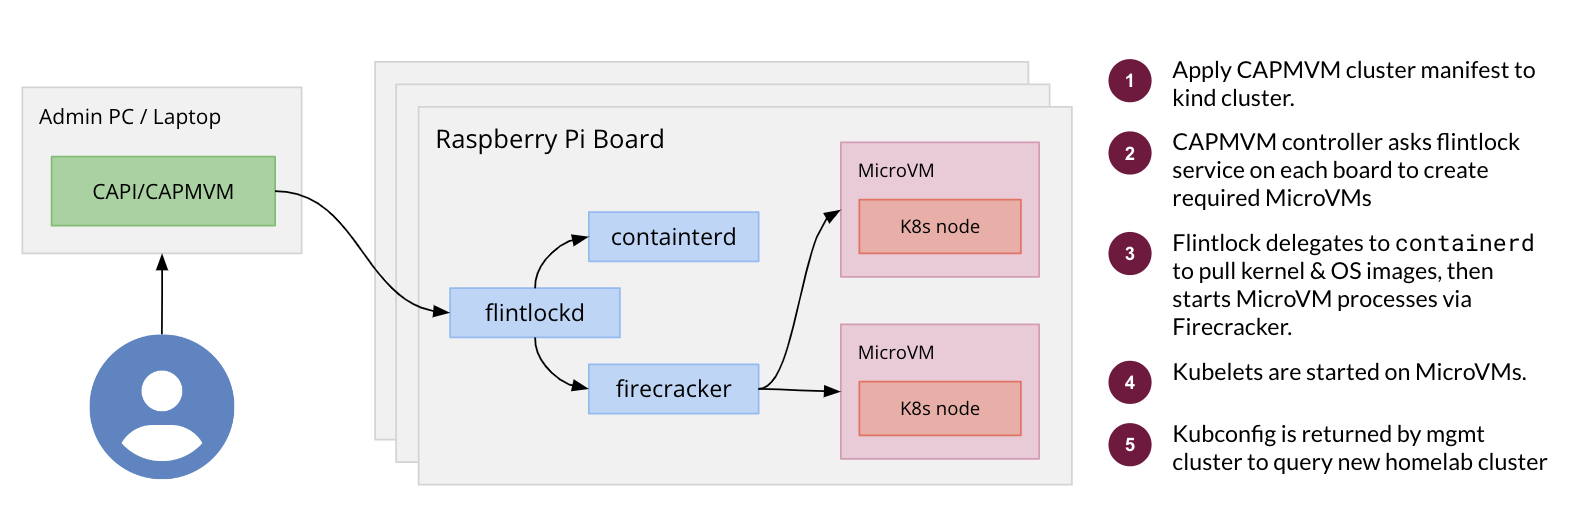 Admin PC / Laptop
CAPI/CAPMVM
Raspberry Pi Board
containterd
flintlockd
firecracker
MicroVM
K8s node
MicroVM
K8s node
1
Apply CAPMVM cluster manifest to
kind cluster.
2
CAPMVM controller asks flintlock
service on each board to create
required MicroVMs
3
Flintlock delegates to containerd
to pull kernel & OS images, then
starts MicroVM processes via
Firecracker.
4
Kubelets are started on MicroVMs.
5
Kubconfig is returned by mgmt
cluster to query new homelab cluster